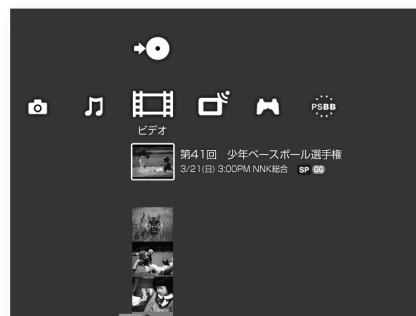 PSBB
ビデオ
第41回 少年ベースボール選手権
3/21(日) 3:00PM NNK総合 SP GG